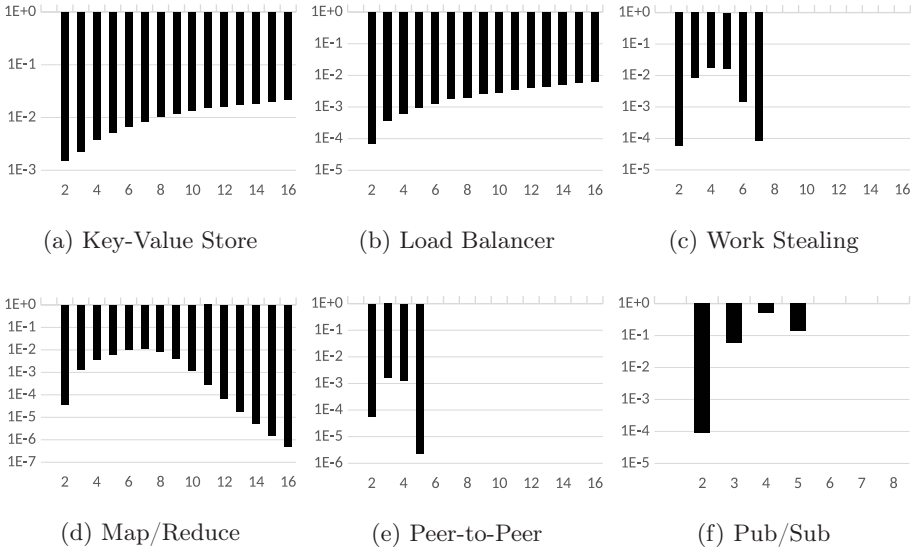 1E+0 1E+0 1E+0
1E-1 1E-1
1E-1 1E-2 1E-2
1E-2 1E-3 1E-3
1E-4 1E-4
1E-3 1E-5 1E-5
2 4 6 8 10 12 14 16 2 4 6 8 10 12 14 16 2 4 6 8 10 12 14 16
(a) Key-Value Store (b) Load Balancer (c) Work Stealing
1E+0 1E+0 1E+0
1E-1 1E-1 1E-1
1E-2 1E-2 1E-2
1E-3 1E-3 1E-3
1E-4 1E-4 1E-4
1E-5 1E-5 1E-5
1E-6 1E-6
1E-7
2 4 6 8 10 12 14 16 2 4 6 8 10 12 14 16 2 3 4 5 6 7 8
(d) Map/Reduce (e) Peer-to-Peer (f) Pub/Sub